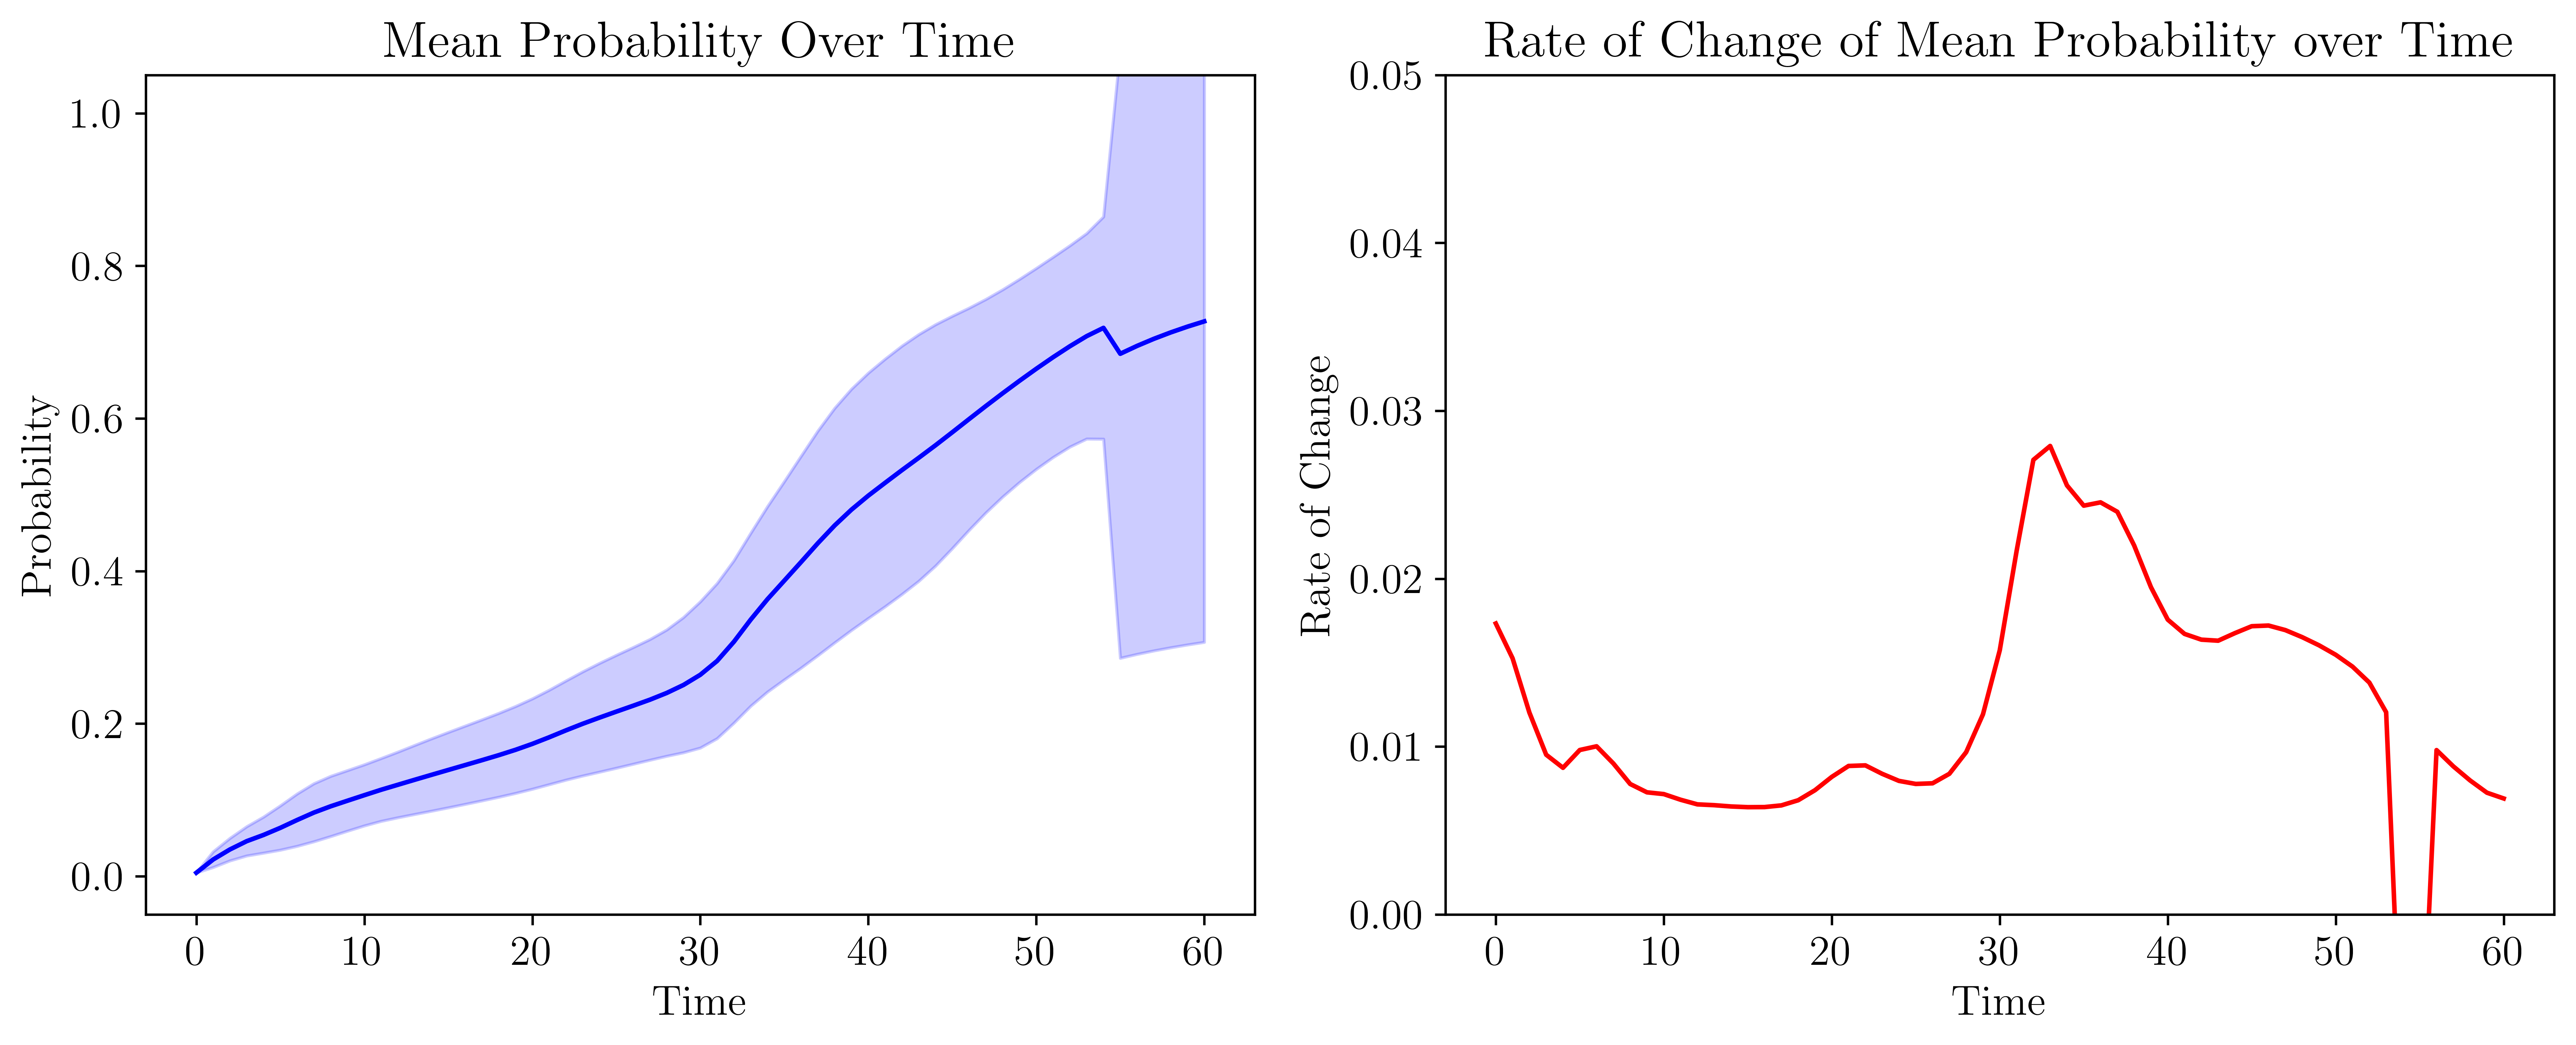 Mean Probability Over Time
Probability
1.0
0.8
0.6
0.4
0.2
0.0
0 10 20 30 40 50 60
Time
Rate of Change of Mean Probability over Time
Rate of Change
0.05
0.04
0.03
0.02
0.01
0.00
0 10 20 30 40 50 60
Time